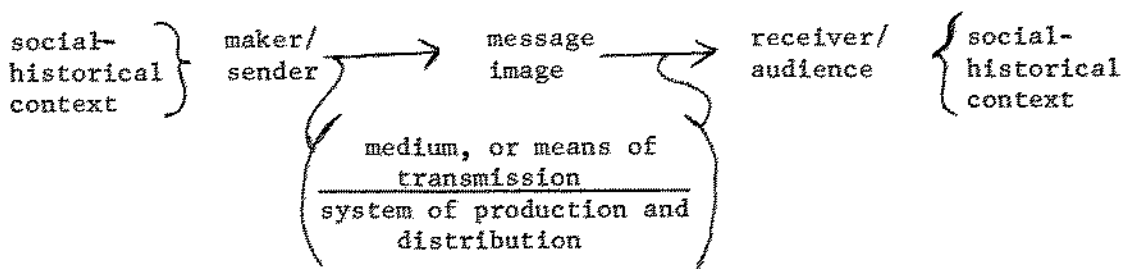 social-
historical
context
maker/
sender
message
image
receiver/
audience
social-
historical
context
medium, or means of
transmission
system of production and
distribution